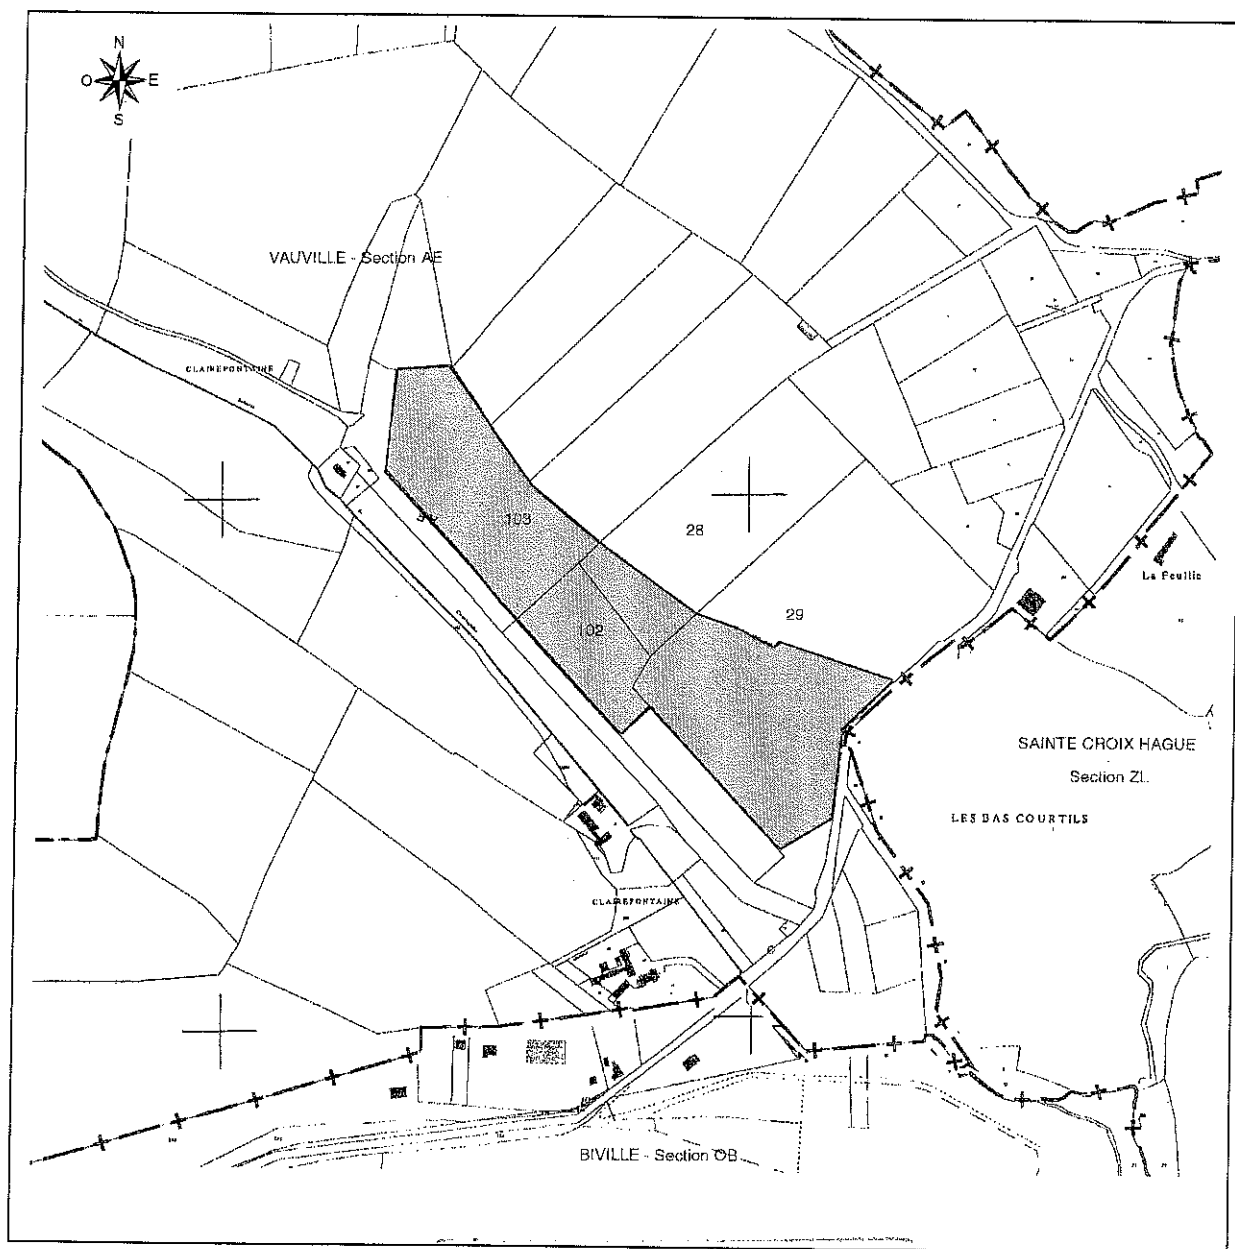 N
O E
S
VAUVILLE - Section AE
CLAIREFONTAINE
103
28
La Feuille
102
29
SAINTE CROIX HAGUE
-
Section ZL
LES BAS COURTILS
CLAIREFONTAINE
BIVILLE - Section OB